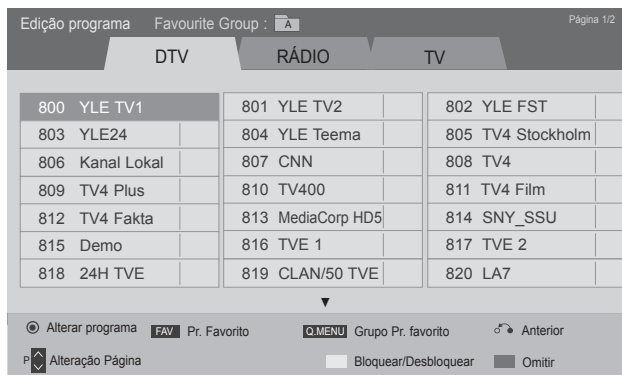 Edição programa Favourite Group : A Página 1/2
DTV RÁDIO TV
800 YLE TV1 801 YLE TV2 802 YLE FST
803 YLE24 804 YLE Teema 805 TV4 Stockholm
806 Kanal Lokal 807 CNN 808 TV4
809 TV4 Plus 810 TV400 811 TV4 Film
812 TV4 Fakta 813 MediaCorp HD5 814 SNY_SSU
815 Demo 816 TVE 1 817 TVE 2
818 24H TVE 819 CLAN/50 TVE 820 LA7
Alterar programa FAV Pr. Favorito Q.MENU Grupo Pr. favorito Anterior
P Alteração Página Bloquear/Desbloquear Omitir